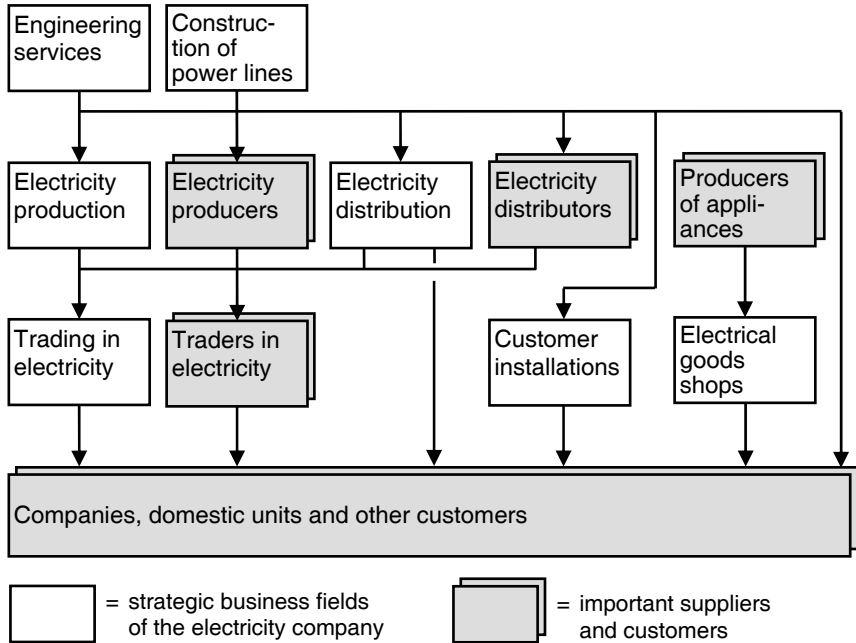 Engineering
services
Construc-
tion of
power lines
Electricity
production
Electricity
producers
Electricity
distribution
Electricity
distributors
Producers
of appli-
ances
Trading in
electricity
Traders in
electricity
Customer
installations
Electrical
goods
shops
Companies, domestic units and other customers
= strategic business fields
of the electricity company
= important suppliers
and customers